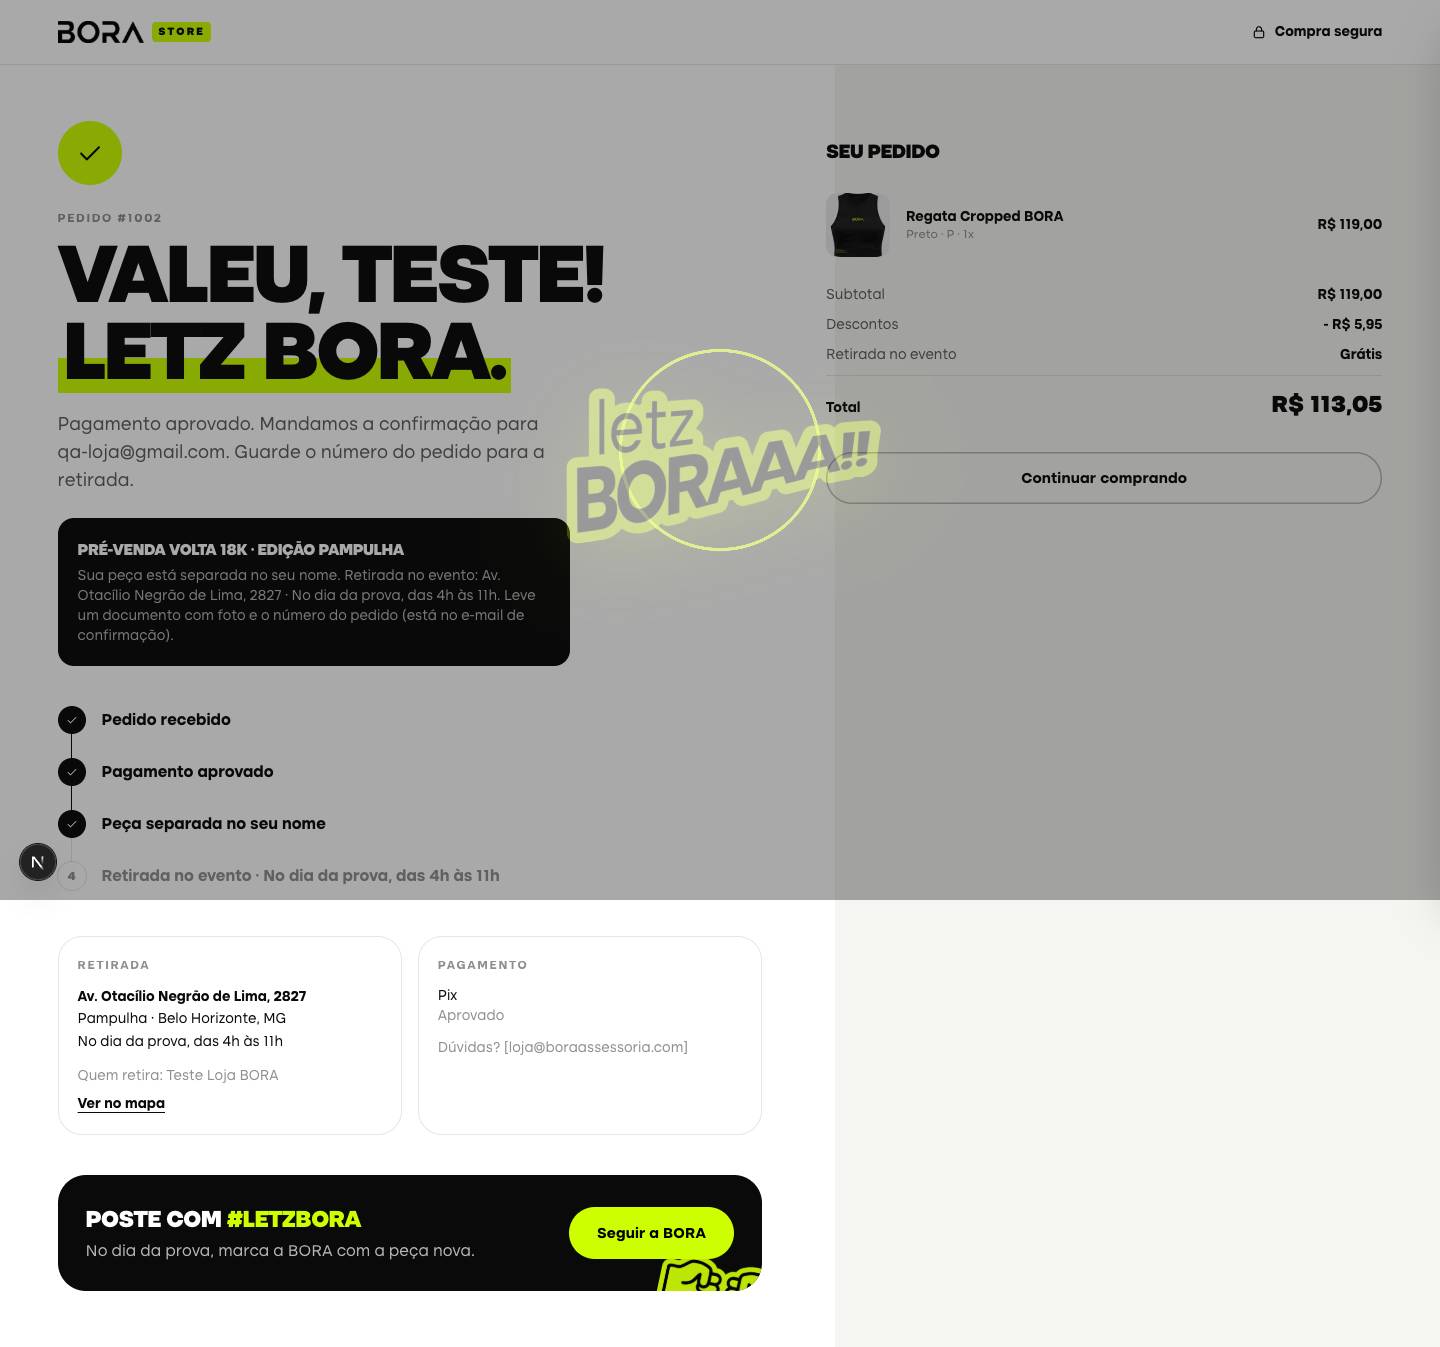 BORA STORE
Compra segura
PEDIDO #1002
VALEU, TESTE!
LETZ BORA.
Pagamento aprovado. Mandamos a confirmação para
qa-loja@gmail.com. Guarde o número do pedido para a
retirada.
PRÉ-VENDA VOLTA 18K · EDIÇÃO PAMPULHA
Sua peça está separada no seu nome. Retirada no evento: Av.
Otacílio Negrão de Lima, 2827 · No dia da prova, das 4h às 11h. Leve
um documento com foto e o número do pedido (está no e-mail de
confirmação).
Pedido recebido
Pagamento aprovado
Peça separada no seu nome
4 Retirada no evento · No dia da prova, das 4h às 11h
RETIRADA
Av. Otacílio Negrão de Lima, 2827
Pampulha · Belo Horizonte, MG
No dia da prova, das 4h às 11h
Quem retira: Teste Loja BORA
Ver no mapa
PAGAMENTO
Pix
Aprovado
Dúvidas? [loja@boraassessoria.com]
POSTE COM #LETZBORA
No dia da prova, marca a BORA com a peça nova.
Seguir a BORA
letz
BORAAA!!
SEU PEDIDO
BORA
Regata Cropped BORA
Preto · P · 1x
R$ 119,00
Subtotal R$ 119,00
Descontos - R$ 5,95
Retirada no evento Grátis
Total R$ 113,05
Continuar comprando
N